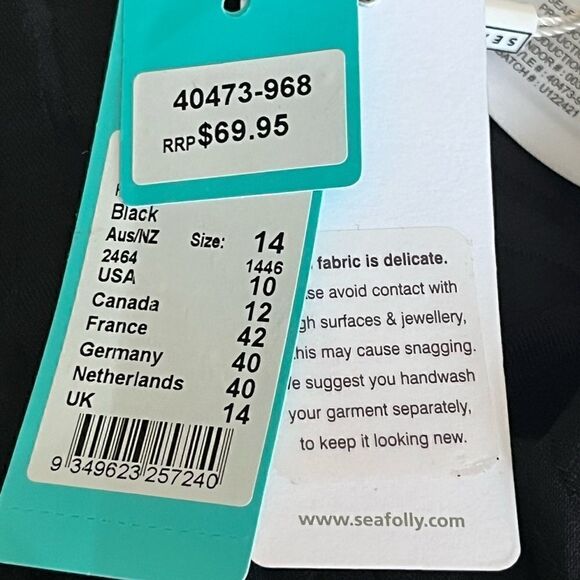 40473-968
RRP $69.95
Black
Aus/NZ Size: 14
2464 1446
USA 10
Canada 12
France 42
Germany 40
Netherlands 40
UK 14
9 349623 257240
fabric is delicate.
avoid contact with
surfaces & jewellery,
this may cause snagging.
suggest you handwash
your garment separately,
to keep it looking new.
www.seafolly.com